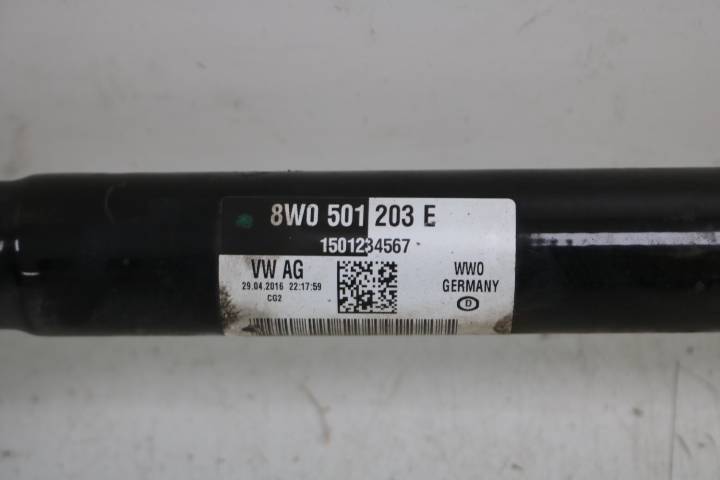 8W0 501 203 E
1501234567
VW AG
29.04.2016 22:17:59
CG2
WWO
GERMANY
D